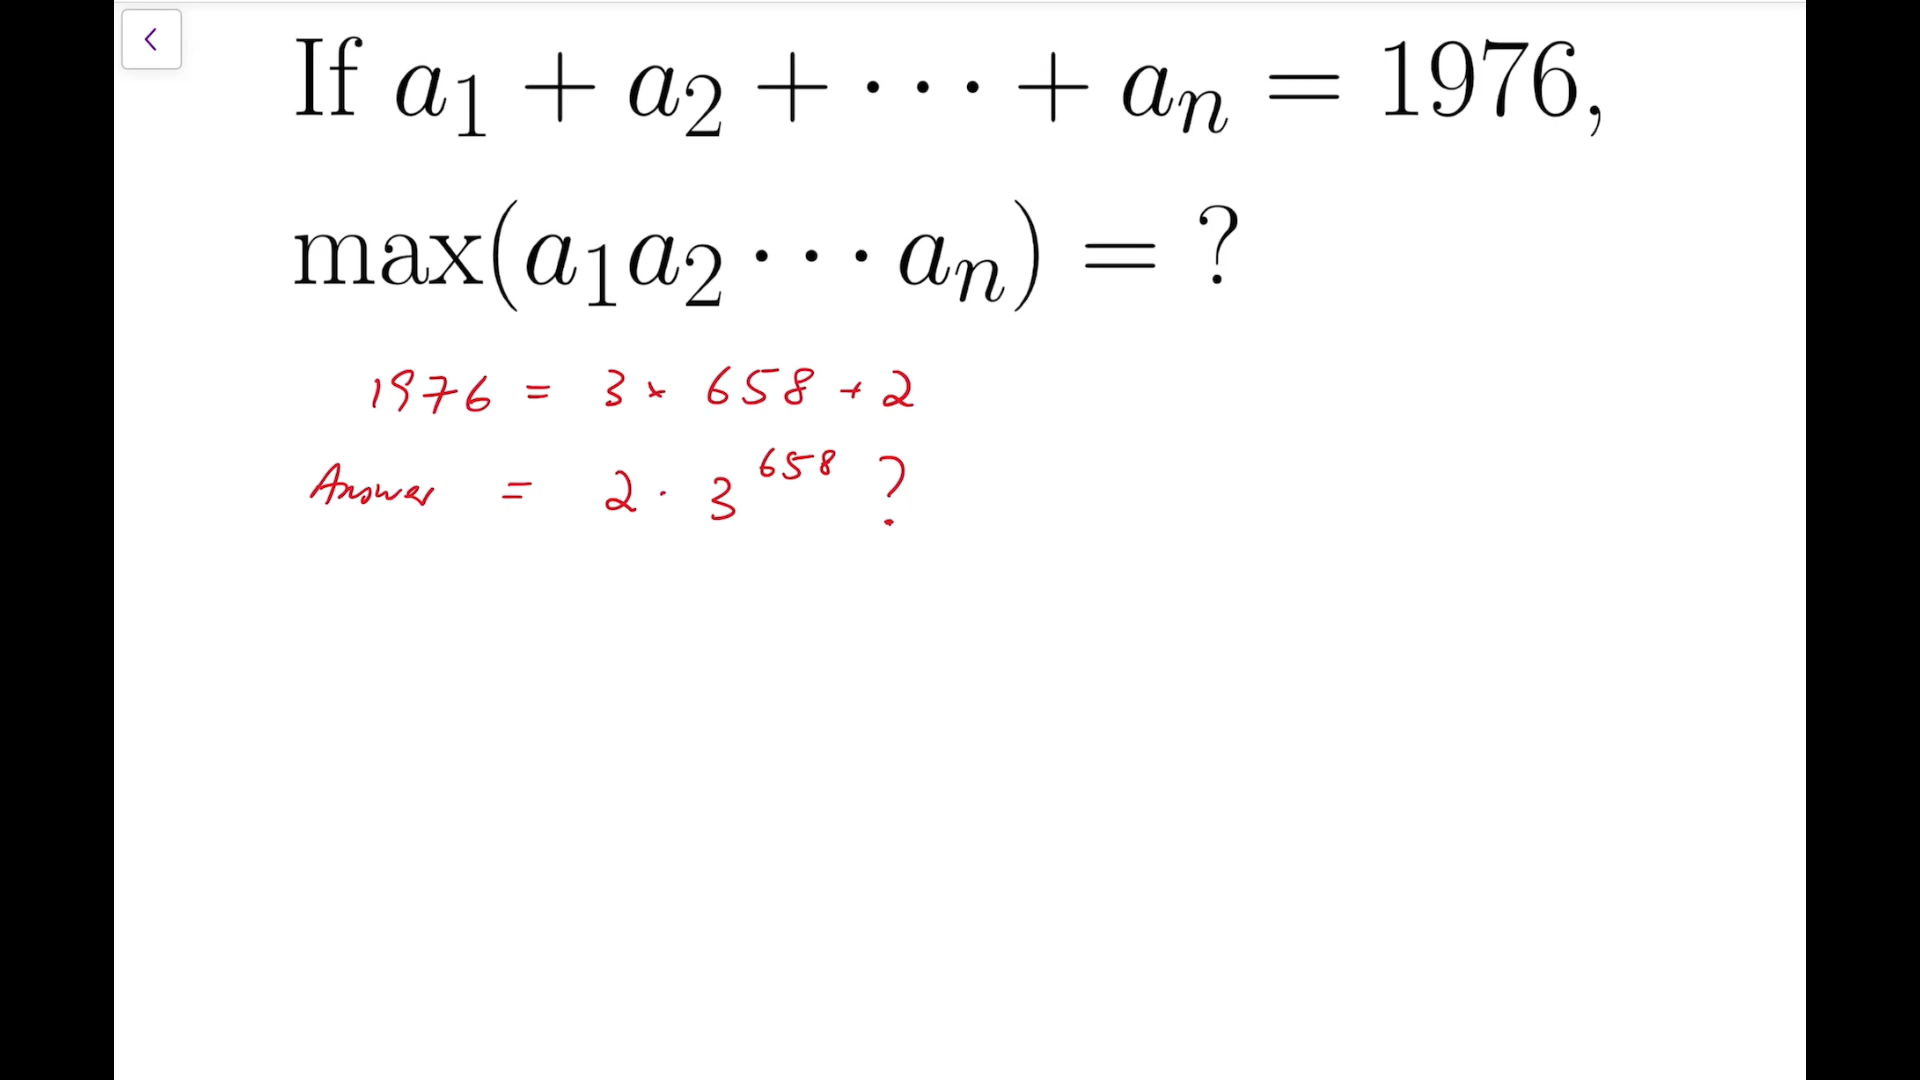 If a₁ + a₂ + ⋯ + aₙ = 1976,
max(a₁a₂ ⋯ aₙ) = ?
1976 = 3 × 658 + 2
Answer = 2 · 3⁶⁵⁸ ?